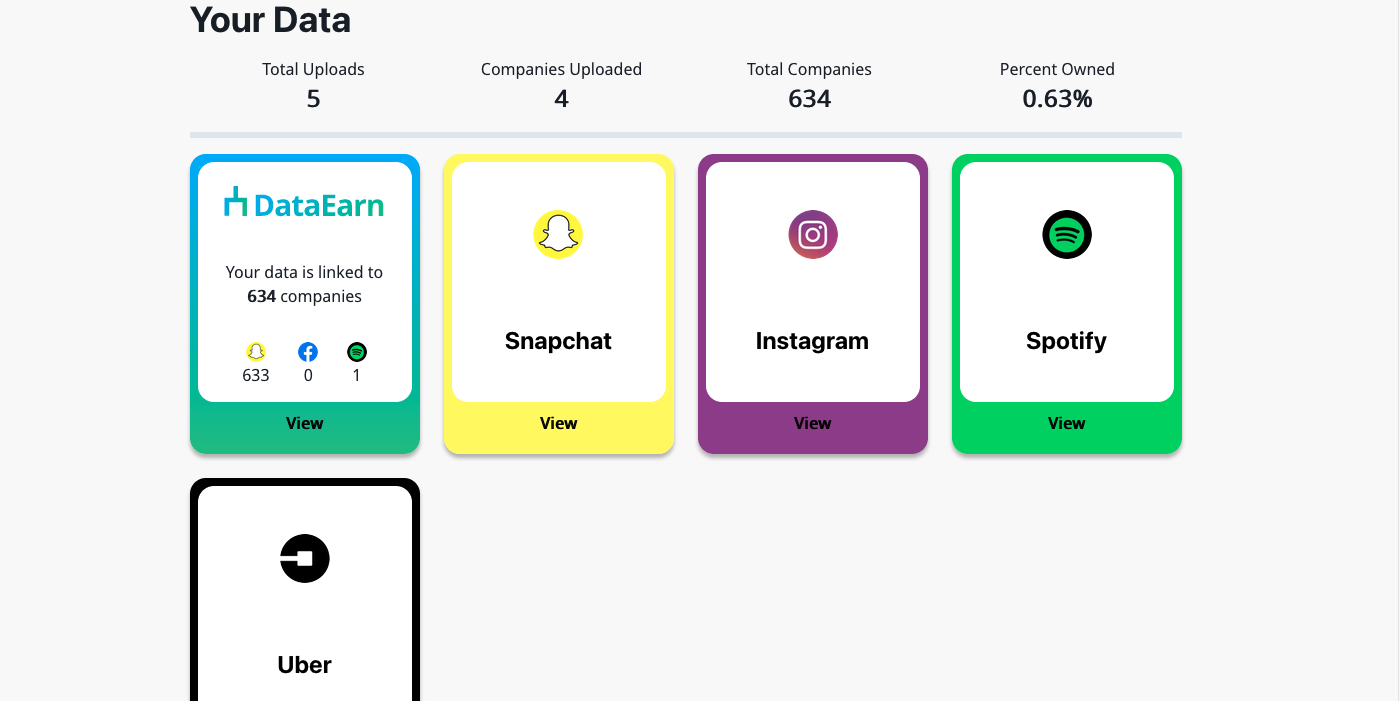 Your Data
Total Uploads
5
Companies Uploaded
4
Total Companies
634
Percent Owned
0.63%
DataEarn
Your data is linked to
634 companies
633
0
1
View
Snapchat
View
Instagram
View
Spotify
View
Uber